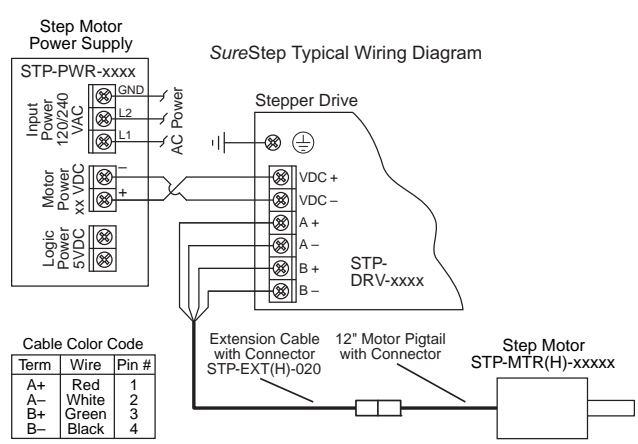 Step Motor
Power Supply
SureStep Typical Wiring Diagram
STP-PWR-xxxx
Input
Power
120/240
VAC
GND
L2
L1
AC Power
Motor
Power
xx VDC
–
+
Logic
Power
5VDC
Stepper Drive
VDC +
VDC –
A +
A –
B +
B –
STP-
DRV-xxxx
Cable Color Code
Term Wire Pin #
A+ Red 1
A– White 2
B+ Green 3
B– Black 4
Extension Cable
with Connector
STP-EXT(H)-020
12" Motor Pigtail
with Connector
Step Motor
STP-MTR(H)-xxxxx